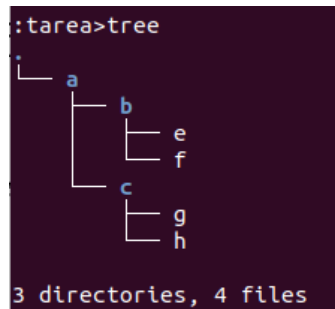 :tarea>tree
.
└── a
    ├── b
    │   ├── e
    │   └── f
    └── c
        ├── g
        └── h
3 directories, 4 files